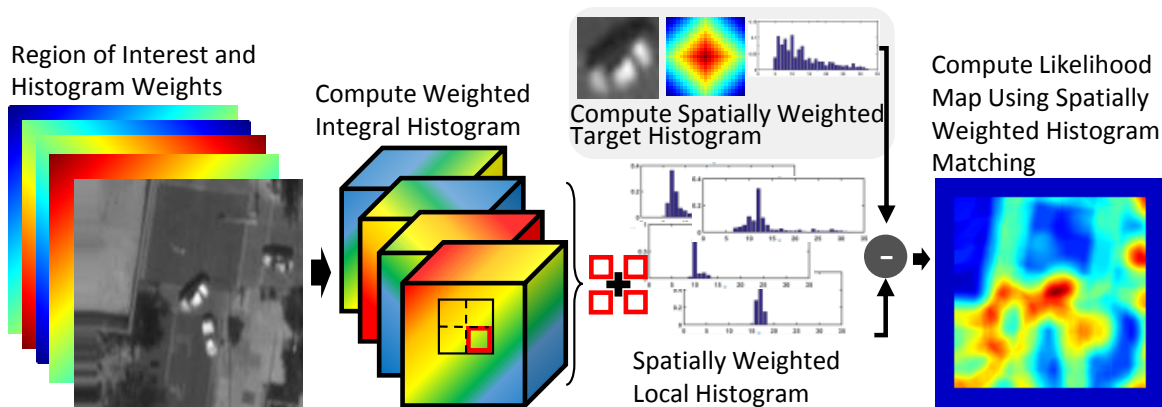 Region of Interest and
Histogram Weights
Compute Weighted
Integral Histogram
Compute Spatially Weighted
Target Histogram
Compute Likelihood
Map Using Spatially
Weighted Histogram
Matching
Spatially Weighted
Local Histogram
-